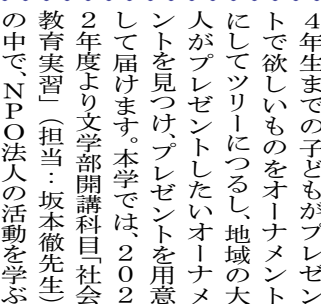 4年生までの子どもがプレゼン
トで欲しいものをオーナメント
にしてツリーにつるし、地域の大
人がプレゼントしたいオーナメ
ントを見つけ、プレゼントを用意
して届けます。本学では、202
2年度より文学部開講科目「社会
教育実習」（担当：坂本徹先生）
の中で、NPO法人の活動を学ぶ